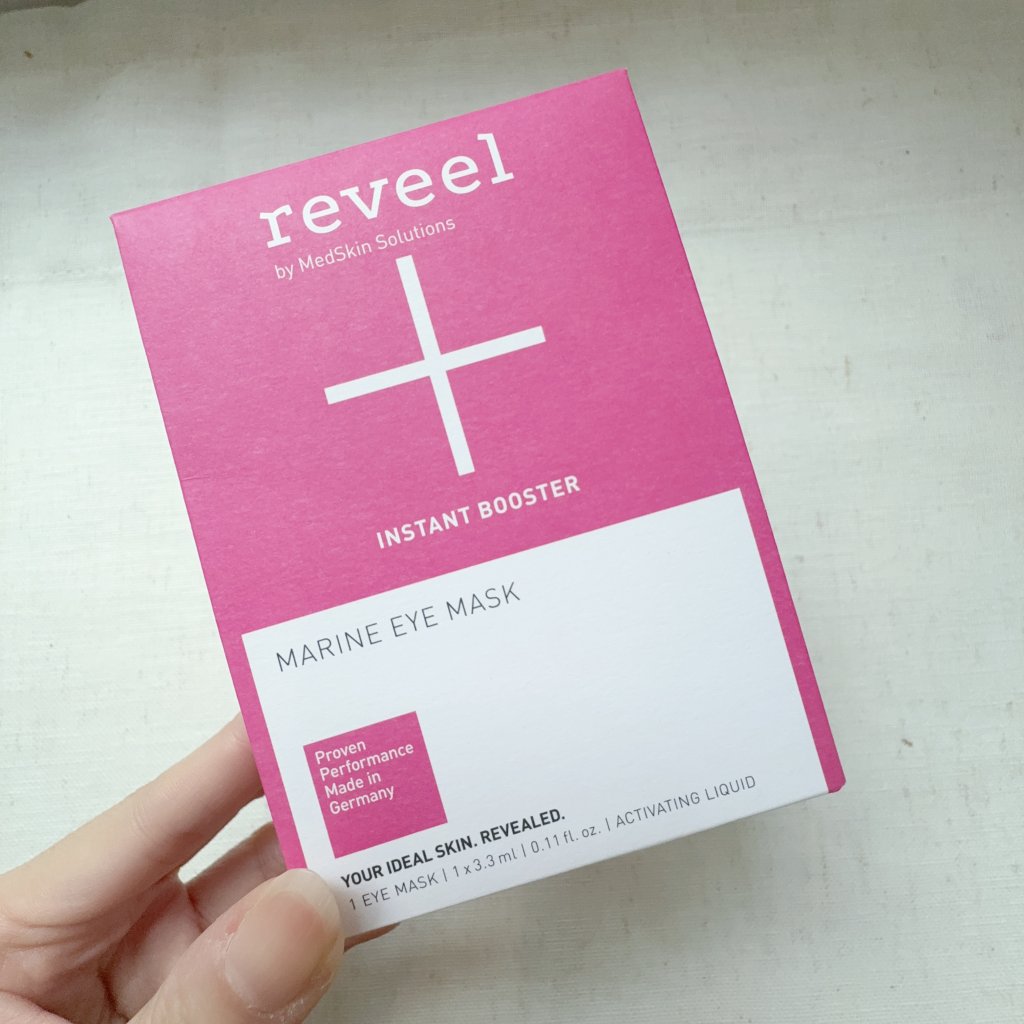 reveel
by MedSkin Solutions
INSTANT BOOSTER
MARINE EYE MASK
Proven
Performance
Made in
Germany
YOUR IDEAL SKIN. REVEALED.
1 EYE MASK | 1 x 3.3 ml | 0.11 fl. oz. | ACTIVATING LIQUID